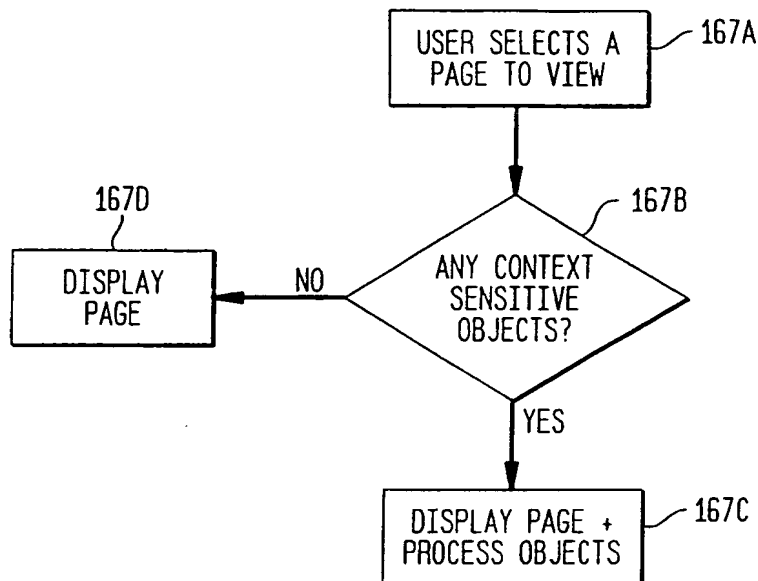 USER SELECTS A
PAGE TO VIEW
167A
167D
167B
DISPLAY
PAGE
NO
ANY CONTEXT
SENSITIVE
OBJECTS?
YES
DISPLAY PAGE +
PROCESS OBJECTS
167C